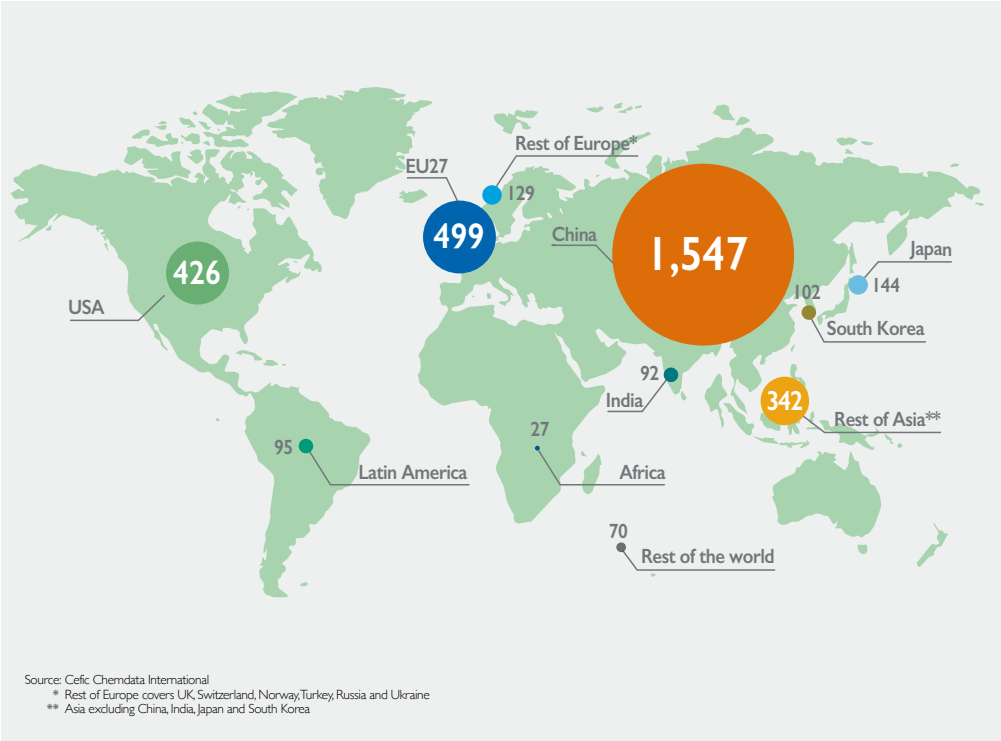 Rest of Europe*
EU27
129
499
China
1,547
Japan
144
426
USA
102
South Korea
92
India
342
Rest of Asia**
27
95
Latin America
Africa
70
Rest of the world
Source: Cefic Chemdata International
* Rest of Europe covers UK, Switzerland, Norway, Turkey, Russia and Ukraine
** Asia excluding China, India, Japan and South Korea